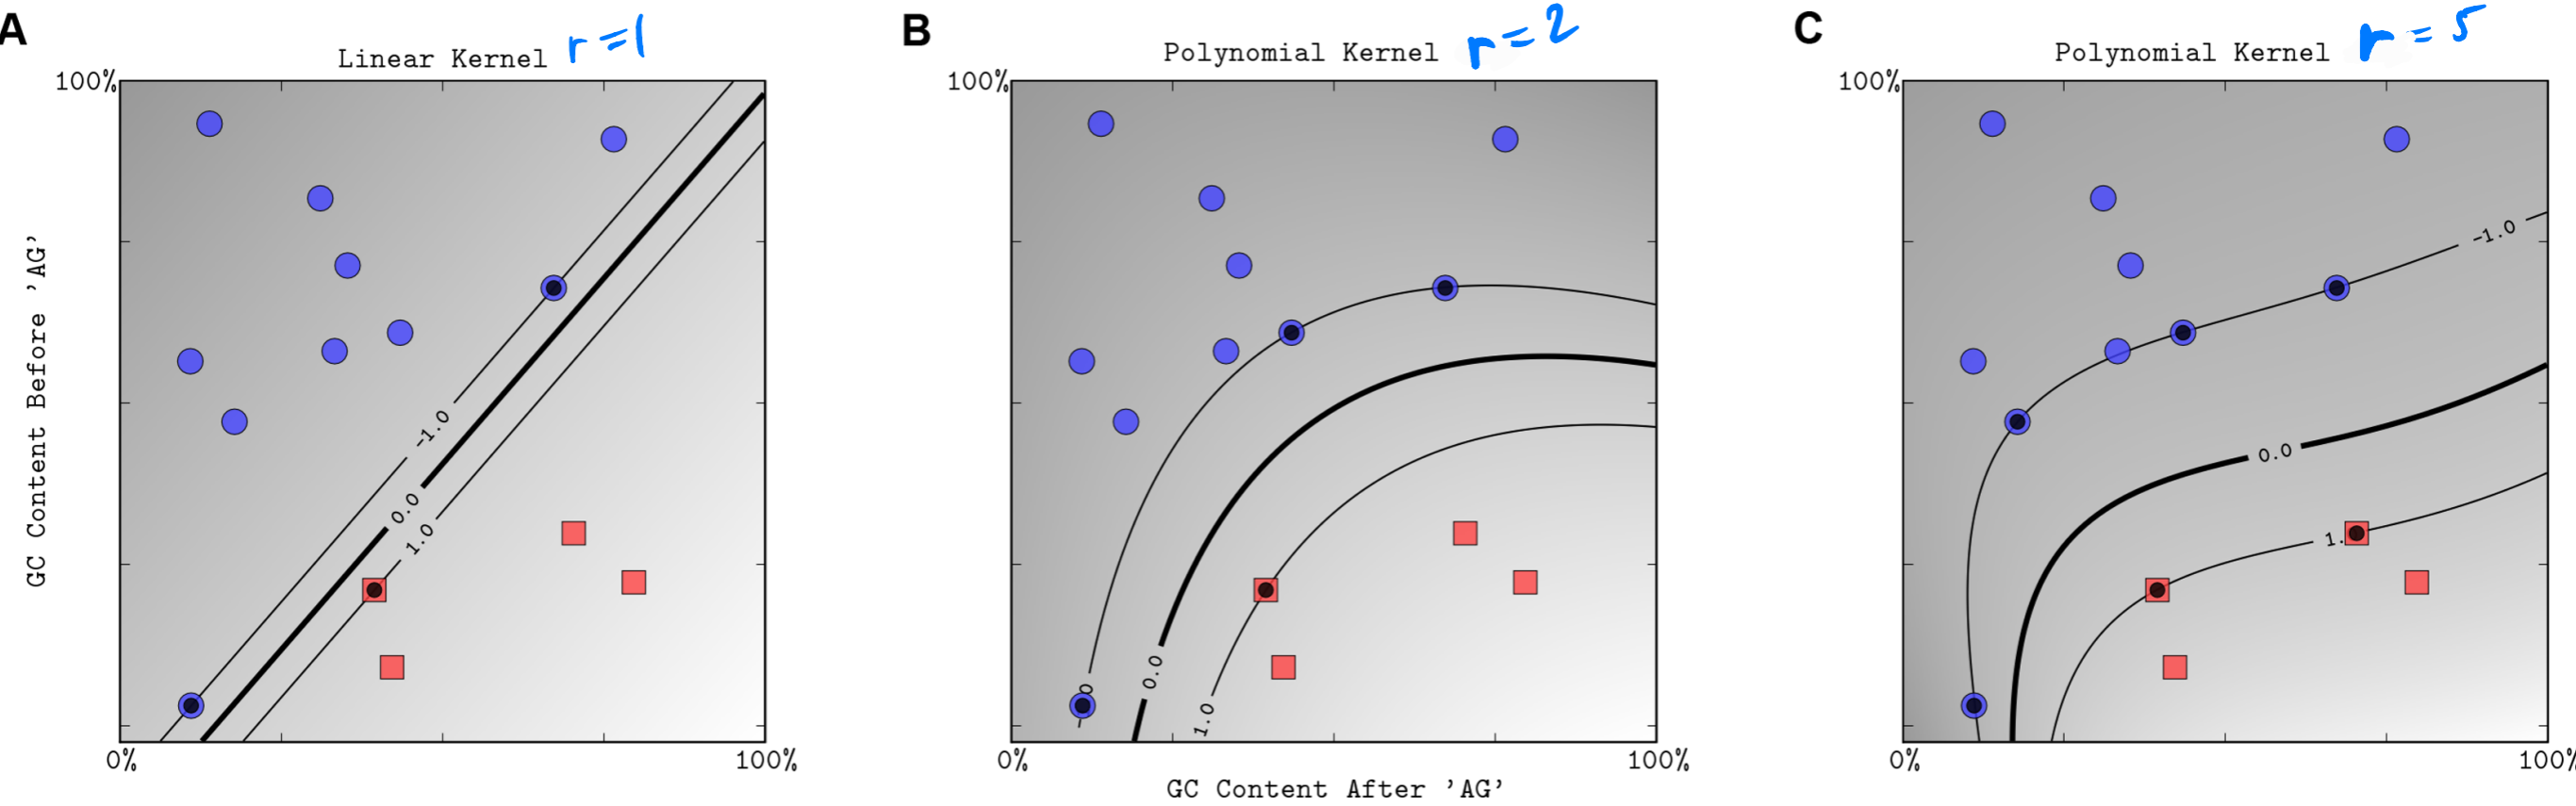 A
Linear Kernel r=1
100%
GC Content Before 'AG'
-1.0
0.0
1.0
0%
100%
B
Polynomial Kernel r=2
100%
0
0.0
1.0
0%
100%
GC Content After 'AG'
C
Polynomial Kernel r=5
100%
-1.0
0.0
1.
0%
100%